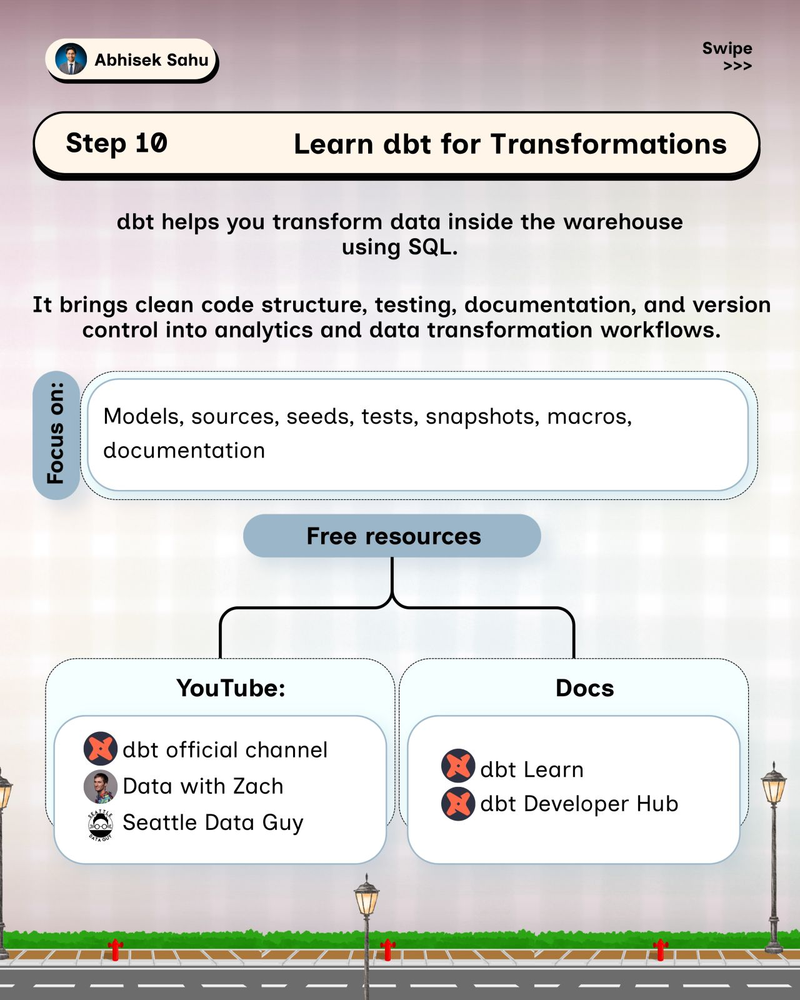 Abhisek Sahu
Swipe
>>>
Step 10
Learn dbt for Transformations
dbt helps you transform data inside the warehouse
using SQL.
It brings clean code structure, testing, documentation, and version
control into analytics and data transformation workflows.
Focus on:
Models, sources, seeds, tests, snapshots, macros,
documentation
Free resources
YouTube:
dbt official channel
Data with Zach
SEATTLE
DATA GUY
Seattle Data Guy
Docs
dbt Learn
dbt Developer Hub